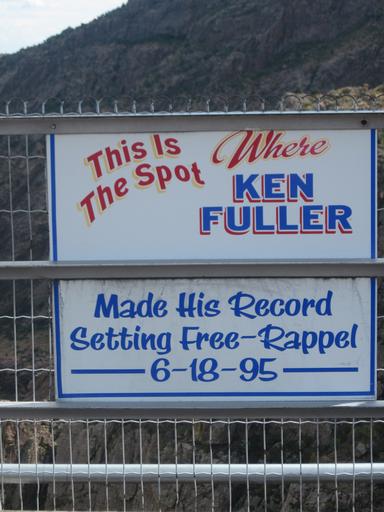 This Is
The Spot
Where
KEN
FULLER
Made His Record
Setting Free-Rappel
6-18-95